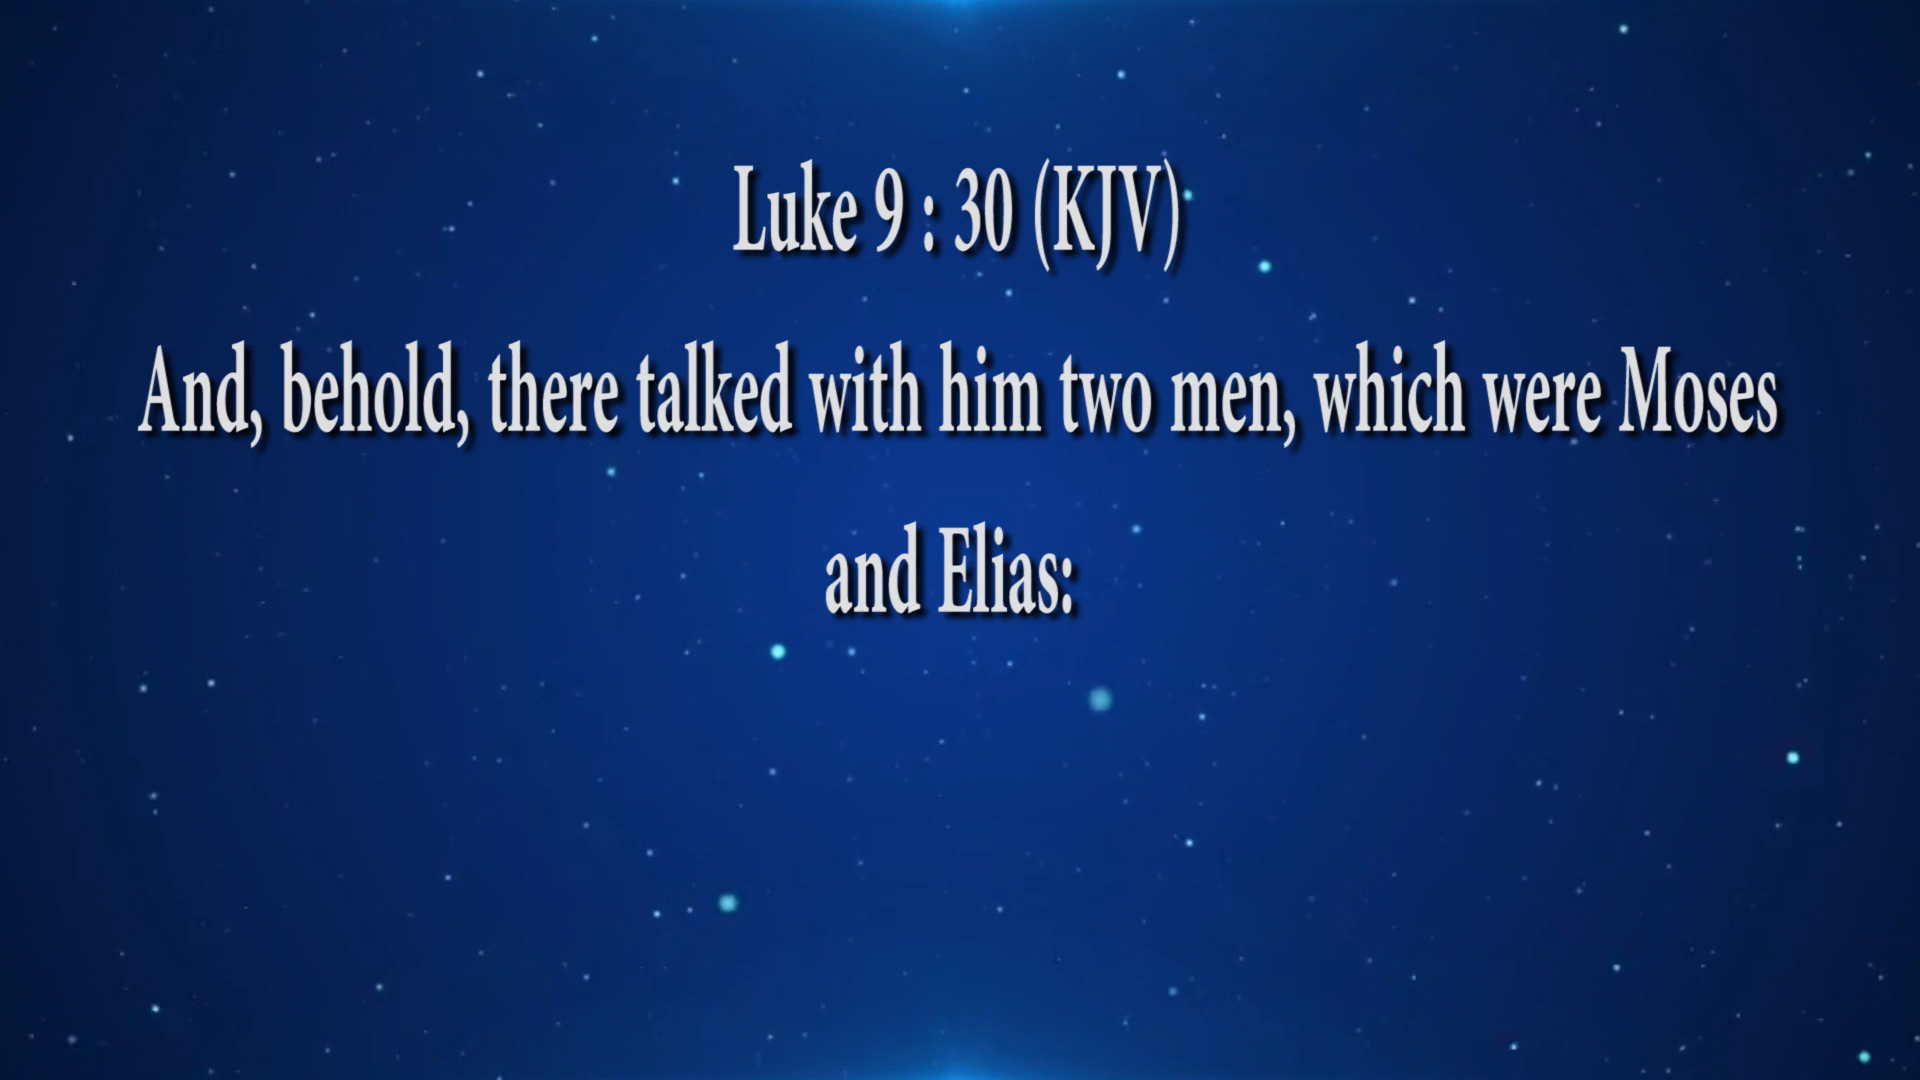 Luke 9 : 30 (KJV)
And, behold, there talked with him two men, which were Moses
and Elias: